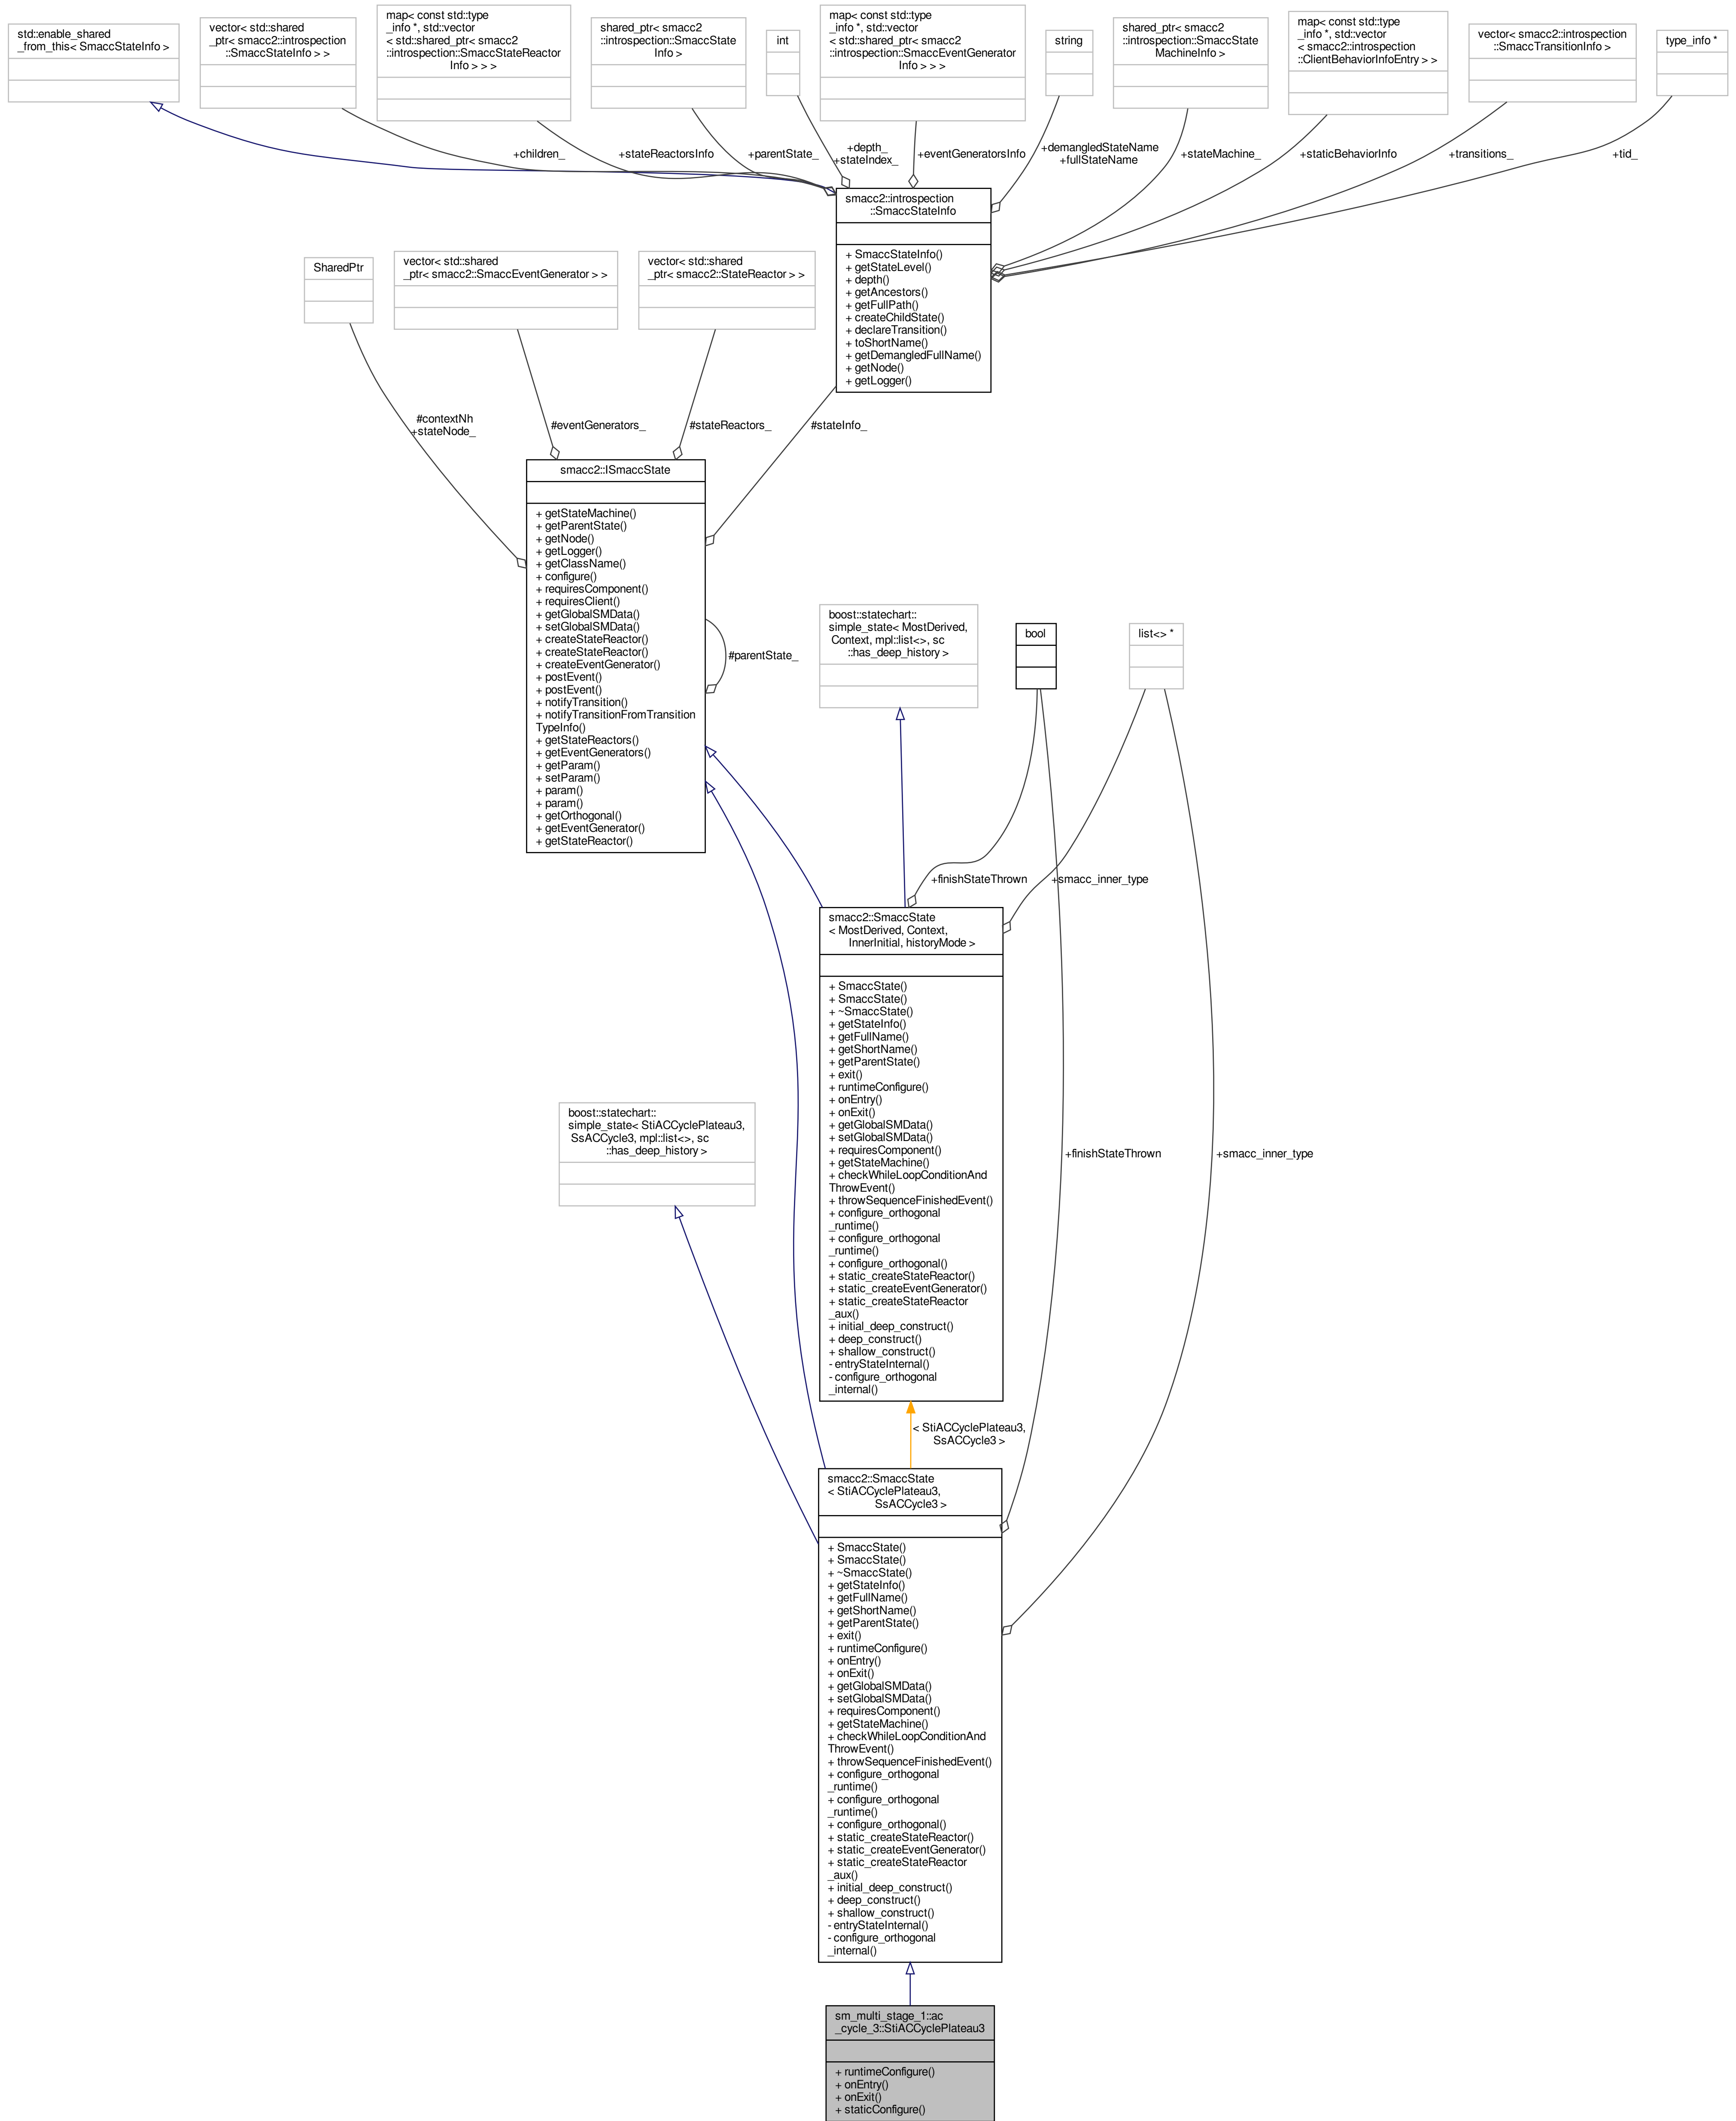 std::enable_shared
_from_this< SmaccStateInfo >
vector< std::shared
_ptr< smacc2::introspection
::SmaccStateInfo > >
map< const std::type
_info *, std::vector
< std::shared_ptr< smacc2
::introspection::SmaccStateReactor
Info > > >
shared_ptr< smacc2
::introspection::SmaccState
Info >
int
map< const std::type
_info *, std::vector
< std::shared_ptr< smacc2
::introspection::SmaccEventGenerator
Info > > >
string
shared_ptr< smacc2
::introspection::SmaccState
MachineInfo >
map< const std::type
_info *, std::vector
< smacc2::introspection
::ClientBehaviorInfoEntry > >
vector< smacc2::introspection
::SmaccTransitionInfo >
type_info *
+children_
+stateReactorsInfo
+parentState_
+depth_
+stateIndex_
+eventGeneratorsInfo
+demangledStateName
+fullStateName
+stateMachine_
+staticBehaviorInfo
+transitions_
+tid_
smacc2::introspection
::SmaccStateInfo
+ SmaccStateInfo()
+ getStateLevel()
+ depth()
+ getAncestors()
+ getFullPath()
+ createChildState()
+ declareTransition()
+ toShortName()
+ getDemangledFullName()
+ getNode()
+ getLogger()
SharedPtr
vector< std::shared
_ptr< smacc2::SmaccEventGenerator > >
vector< std::shared
_ptr< smacc2::StateReactor > >
#contextNh
+stateNode_
#eventGenerators_
#stateReactors_
#stateInfo_
smacc2::ISmaccState
+ getStateMachine()
+ getParentState()
+ getNode()
+ getLogger()
+ getClassName()
+ configure()
+ requiresComponent()
+ requiresClient()
+ getGlobalSMData()
+ setGlobalSMData()
+ createStateReactor()
+ createStateReactor()
+ createEventGenerator()
+ postEvent()
+ postEvent()
+ notifyTransition()
+ notifyTransitionFromTransition
TypeInfo()
+ getStateReactors()
+ getEventGenerators()
+ getParam()
+ setParam()
+ param()
+ param()
+ getOrthogonal()
+ getEventGenerator()
+ getStateReactor()
#parentState_
boost::statechart::
simple_state< MostDerived,
Context, mpl::list<>, sc
::has_deep_history >
bool
list<> *
+finishStateThrown
+smacc_inner_type
smacc2::SmaccState
< MostDerived, Context,
InnerInitial, historyMode >
+ SmaccState()
+ SmaccState()
+ ~SmaccState()
+ getStateInfo()
+ getFullName()
+ getShortName()
+ getParentState()
+ exit()
+ runtimeConfigure()
+ onEntry()
+ onExit()
+ getGlobalSMData()
+ setGlobalSMData()
+ requiresComponent()
+ getStateMachine()
+ checkWhileLoopConditionAnd
ThrowEvent()
+ throwSequenceFinishedEvent()
+ configure_orthogonal
_runtime()
+ configure_orthogonal
_runtime()
+ configure_orthogonal()
+ static_createStateReactor()
+ static_createEventGenerator()
+ static_createStateReactor
_aux()
+ initial_deep_construct()
+ deep_construct()
+ shallow_construct()
- entryStateInternal()
- configure_orthogonal
_internal()
boost::statechart::
simple_state< StiACCyclePlateau3,
SsACCycle3, mpl::list<>, sc
::has_deep_history >
+finishStateThrown
+smacc_inner_type
< StiACCyclePlateau3,
SsACCycle3 >
smacc2::SmaccState
< StiACCyclePlateau3,
SsACCycle3 >
+ SmaccState()
+ SmaccState()
+ ~SmaccState()
+ getStateInfo()
+ getFullName()
+ getShortName()
+ getParentState()
+ exit()
+ runtimeConfigure()
+ onEntry()
+ onExit()
+ getGlobalSMData()
+ setGlobalSMData()
+ requiresComponent()
+ getStateMachine()
+ checkWhileLoopConditionAnd
ThrowEvent()
+ throwSequenceFinishedEvent()
+ configure_orthogonal
_runtime()
+ configure_orthogonal
_runtime()
+ configure_orthogonal()
+ static_createStateReactor()
+ static_createEventGenerator()
+ static_createStateReactor
_aux()
+ initial_deep_construct()
+ deep_construct()
+ shallow_construct()
- entryStateInternal()
- configure_orthogonal
_internal()
sm_multi_stage_1::ac
_cycle_3::StiACCyclePlateau3
+ runtimeConfigure()
+ onEntry()
+ onExit()
+ staticConfigure()